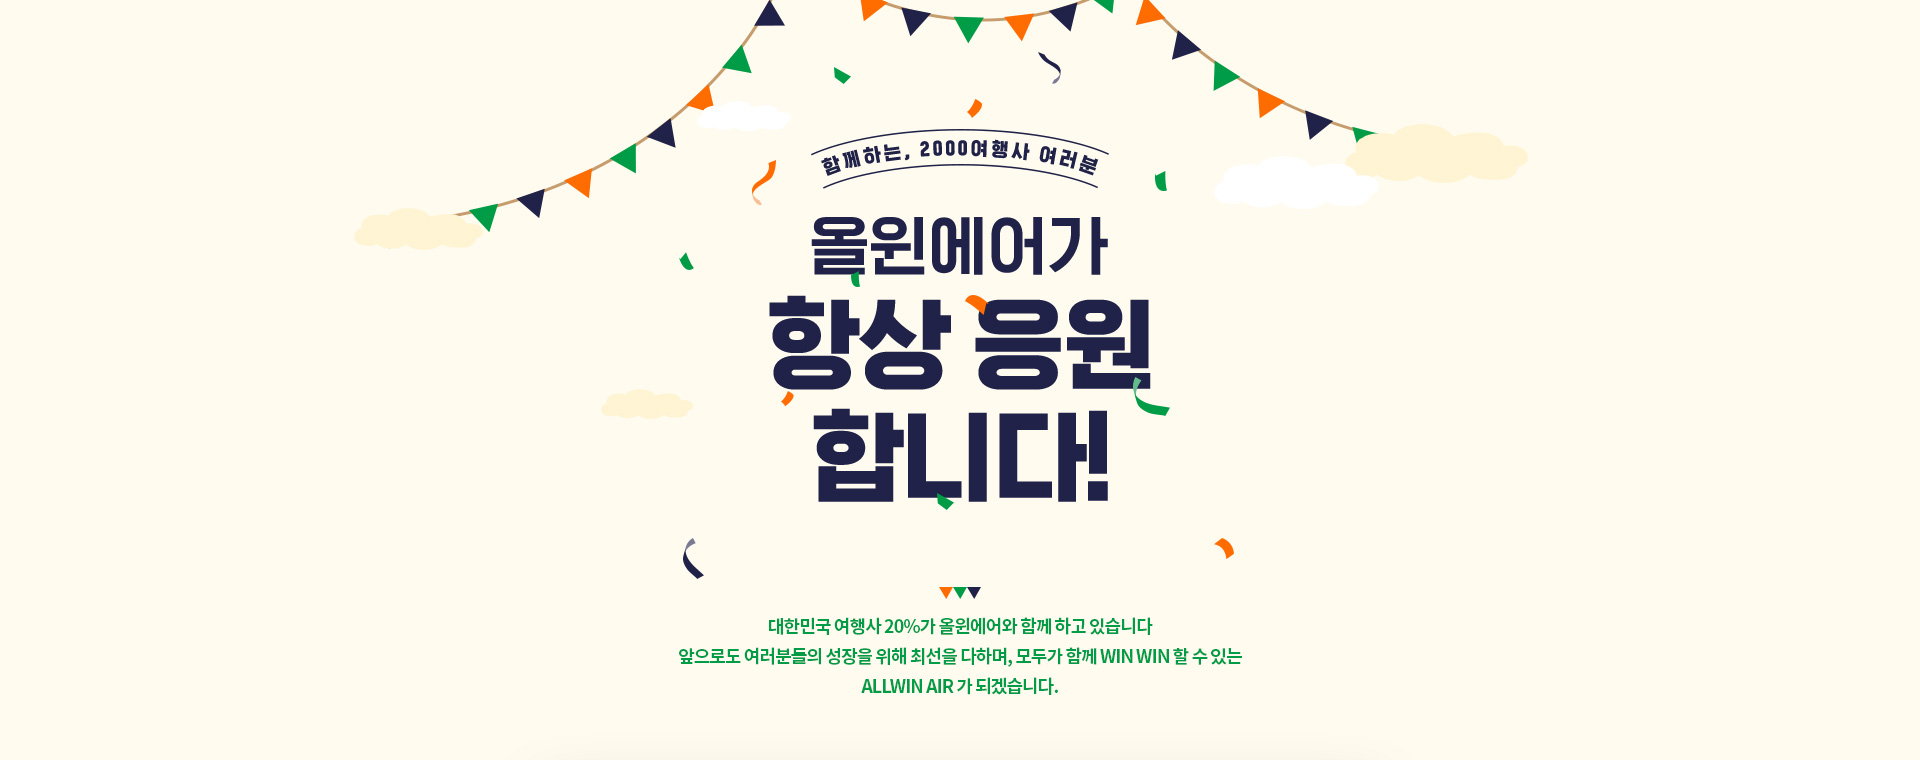 함께하는, 2000여행사 여러분
올윈에어가
항상 응원
합니다!
대한민국 여행사 20%가 올윈에어와 함께 하고 있습니다
앞으로도 여러분들의 성장을 위해 최선을 다하며, 모두가 함께 WIN WIN 할 수 있는
ALLWIN AIR 가 되겠습니다.